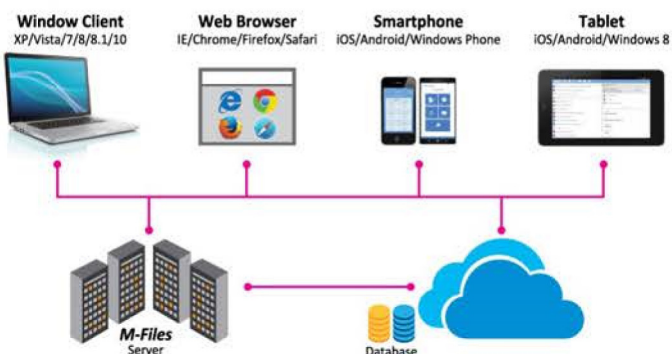 Window Client
XP/Vista/7/8/8.1/10
Web Browser
IE/Chrome/Firefox/Safari
Smartphone
iOS/Android/Windows Phone
Tablet
iOS/Android/Windows 8
M-Files
Server
Database